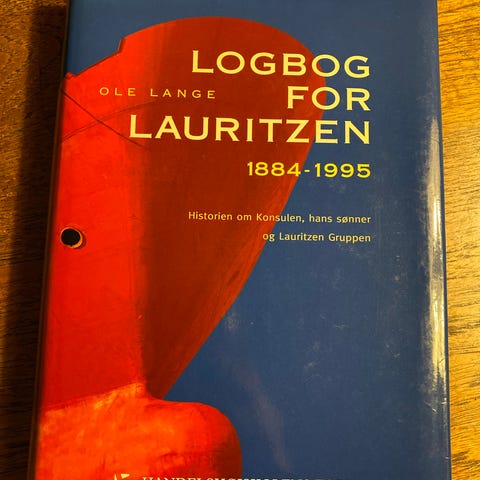 LOGBOG
OLE LANGE
FOR
LAURITZEN
1884-1995
Historien om Konsulen, hans sønner
og Lauritzen Gruppen